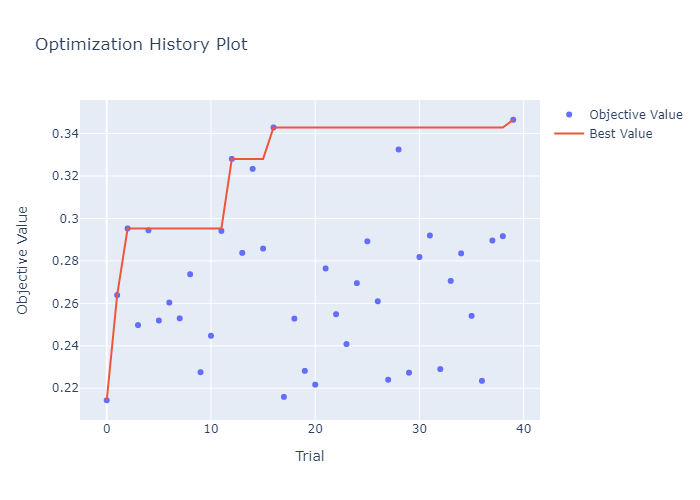 Optimization History Plot
Objective Value
Best Value
0.34
0.32
0.3
0.28
0.26
0.24
0.22
Objective Value
0
10
20
30
40
Trial